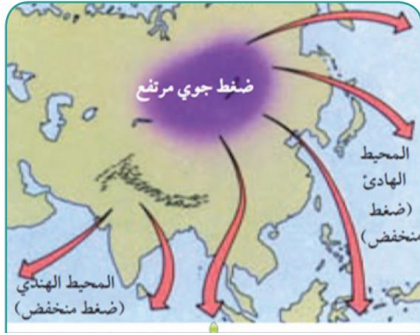 ضغط جوي مرتفع
المحيط
الهادئ
(ضغط
منخفض)
المحيط الهندي
(ضغط منخفض)